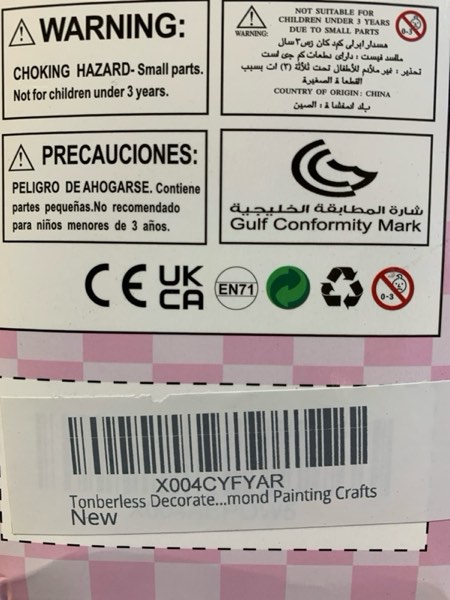 WARNING:
CHOKING HAZARD- Small parts.
Not for children under 3 years.
WARNING:
NOT SUITABLE FOR
CHILDREN UNDER 3 YEARS
DUE TO SMALL PARTS
0-3
COUNTRY OF ORIGIN: CHINA
PRECAUCIONES:
PELIGRO DE AHOGARSE. Contiene
partes pequeñas.No recomendado
para niños menores de 3 años.
شارة المطابقة الخليجية
Gulf Conformity Mark
CE
UK
CA
EN71
0-3
X004CYFYAR
Tonberless Decorate...mond Painting Crafts
New